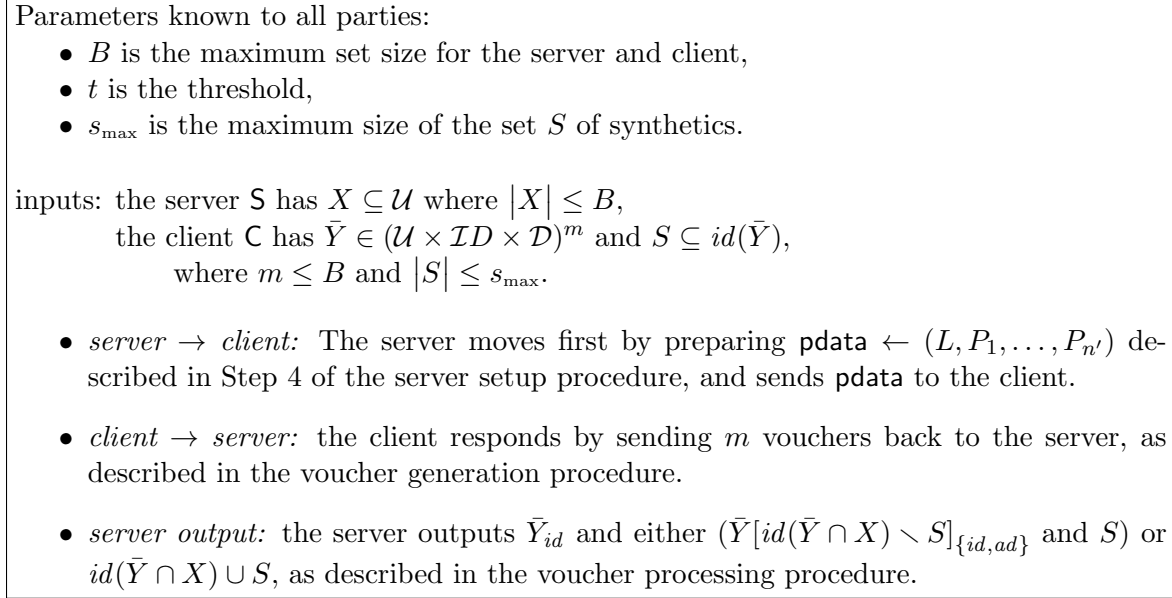 Parameters known to all parties:
• B is the maximum set size for the server and client,
• t is the threshold,
• s_max is the maximum size of the set S of synthetics.
inputs: the server S has X ⊆ 𝒰 where |X| ≤ B,
the client C has Ȳ ∈ (𝒰 × ℐD × 𝒟)^m and S ⊆ id(Ȳ),
where m ≤ B and |S| ≤ s_max.
• server → client: The server moves first by preparing pdata ← (L, P_1, . . . , P_{n′}) de-
scribed in Step 4 of the server setup procedure, and sends pdata to the client.
• client → server: the client responds by sending m vouchers back to the server, as
described in the voucher generation procedure.
• server output: the server outputs Ȳ_id and either (Ȳ[id(Ȳ ∩ X) ∖ S]_{id,ad} and S) or
id(Ȳ ∩ X) ∪ S, as described in the voucher processing procedure.